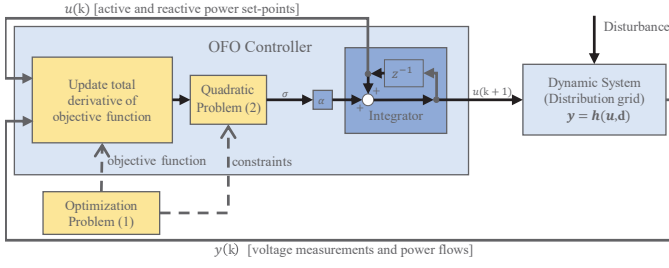 u(k) [active and reactive power set-points]
Disturbance
OFO Controller
Update total
derivative of
objective function
Quadratic
Problem (2)
σ
α
z⁻¹
+
+
Integrator
u(k + 1)
Dynamic System
(Distribution grid)
y = h(u,d)
objective function
constraints
Optimization
Problem (1)
y(k) [voltage measurements and power flows]